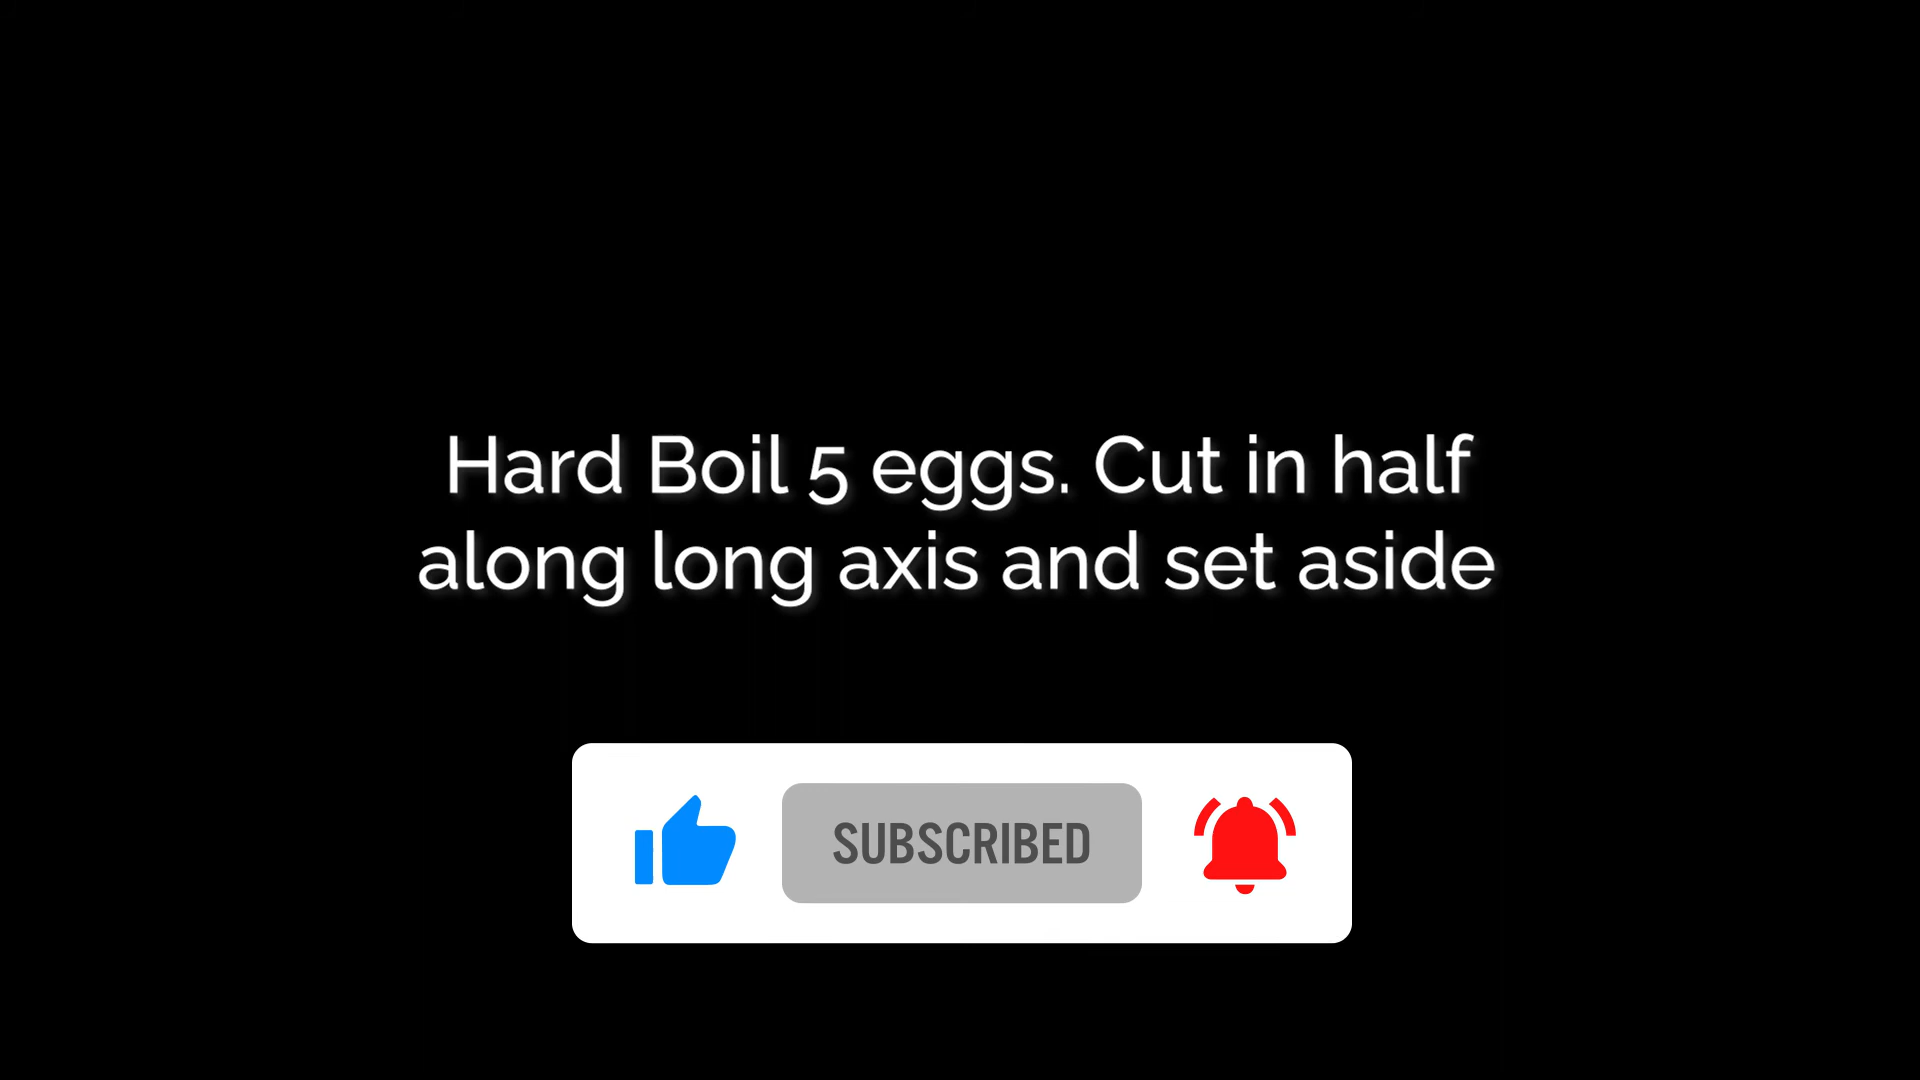 Hard Boil 5 eggs. Cut in half
along long axis and set aside
SUBSCRIBED